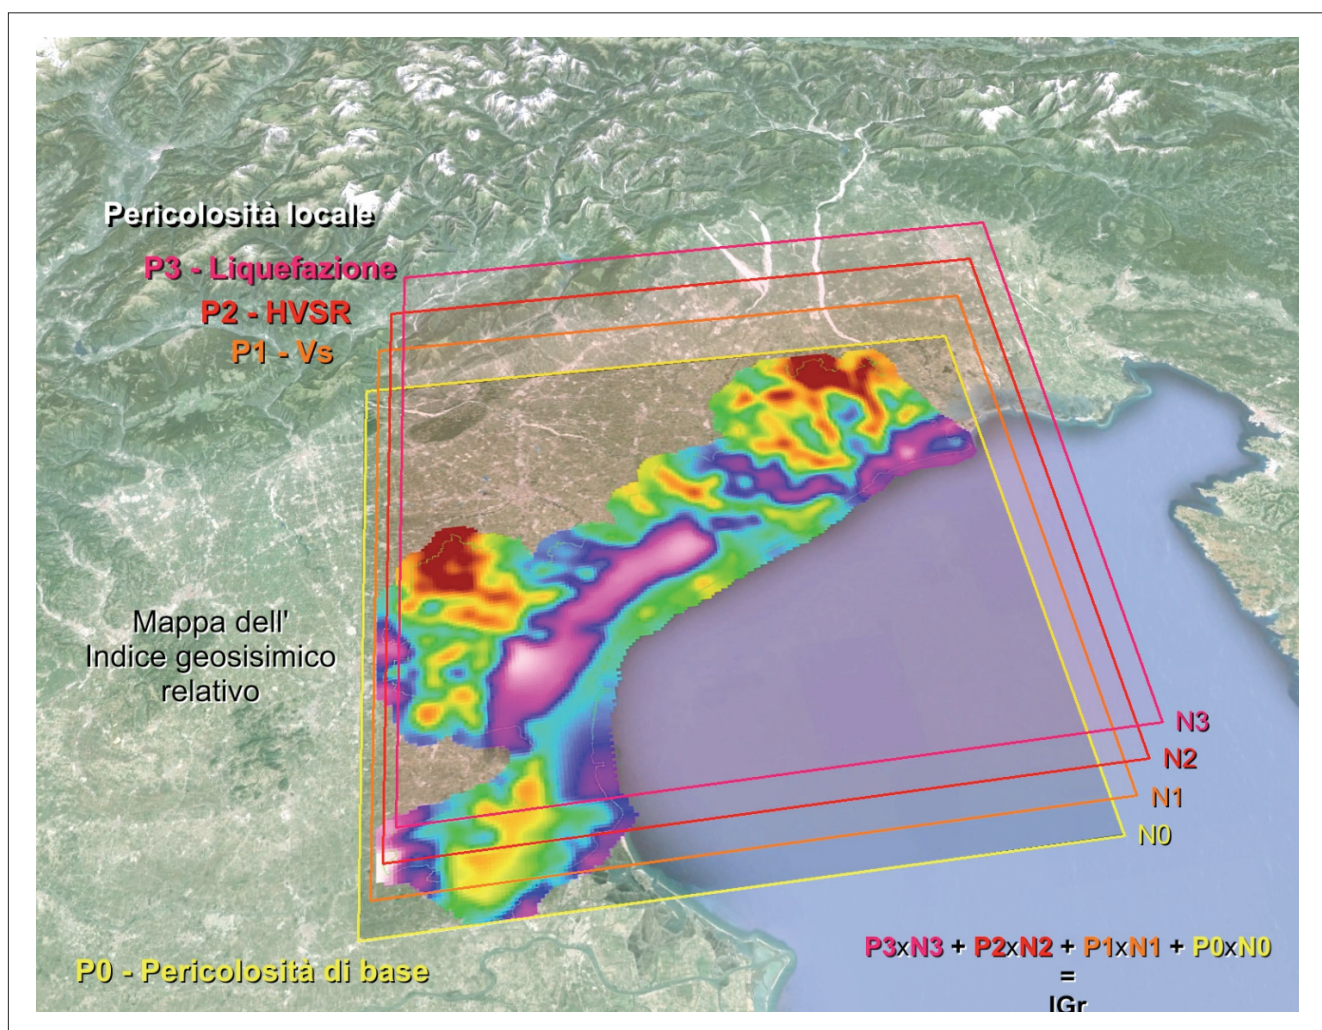 Pericolosità locale
P3 - Liquefazione
P2 - HVSR
P1 - Vs
Mappa dell'
Indice geosisimico
relativo
N3
N2
N1
N0
P0 - Pericolosità di base
P3xN3 + P2xN2 + P1xN1 + P0xN0
=
IGr